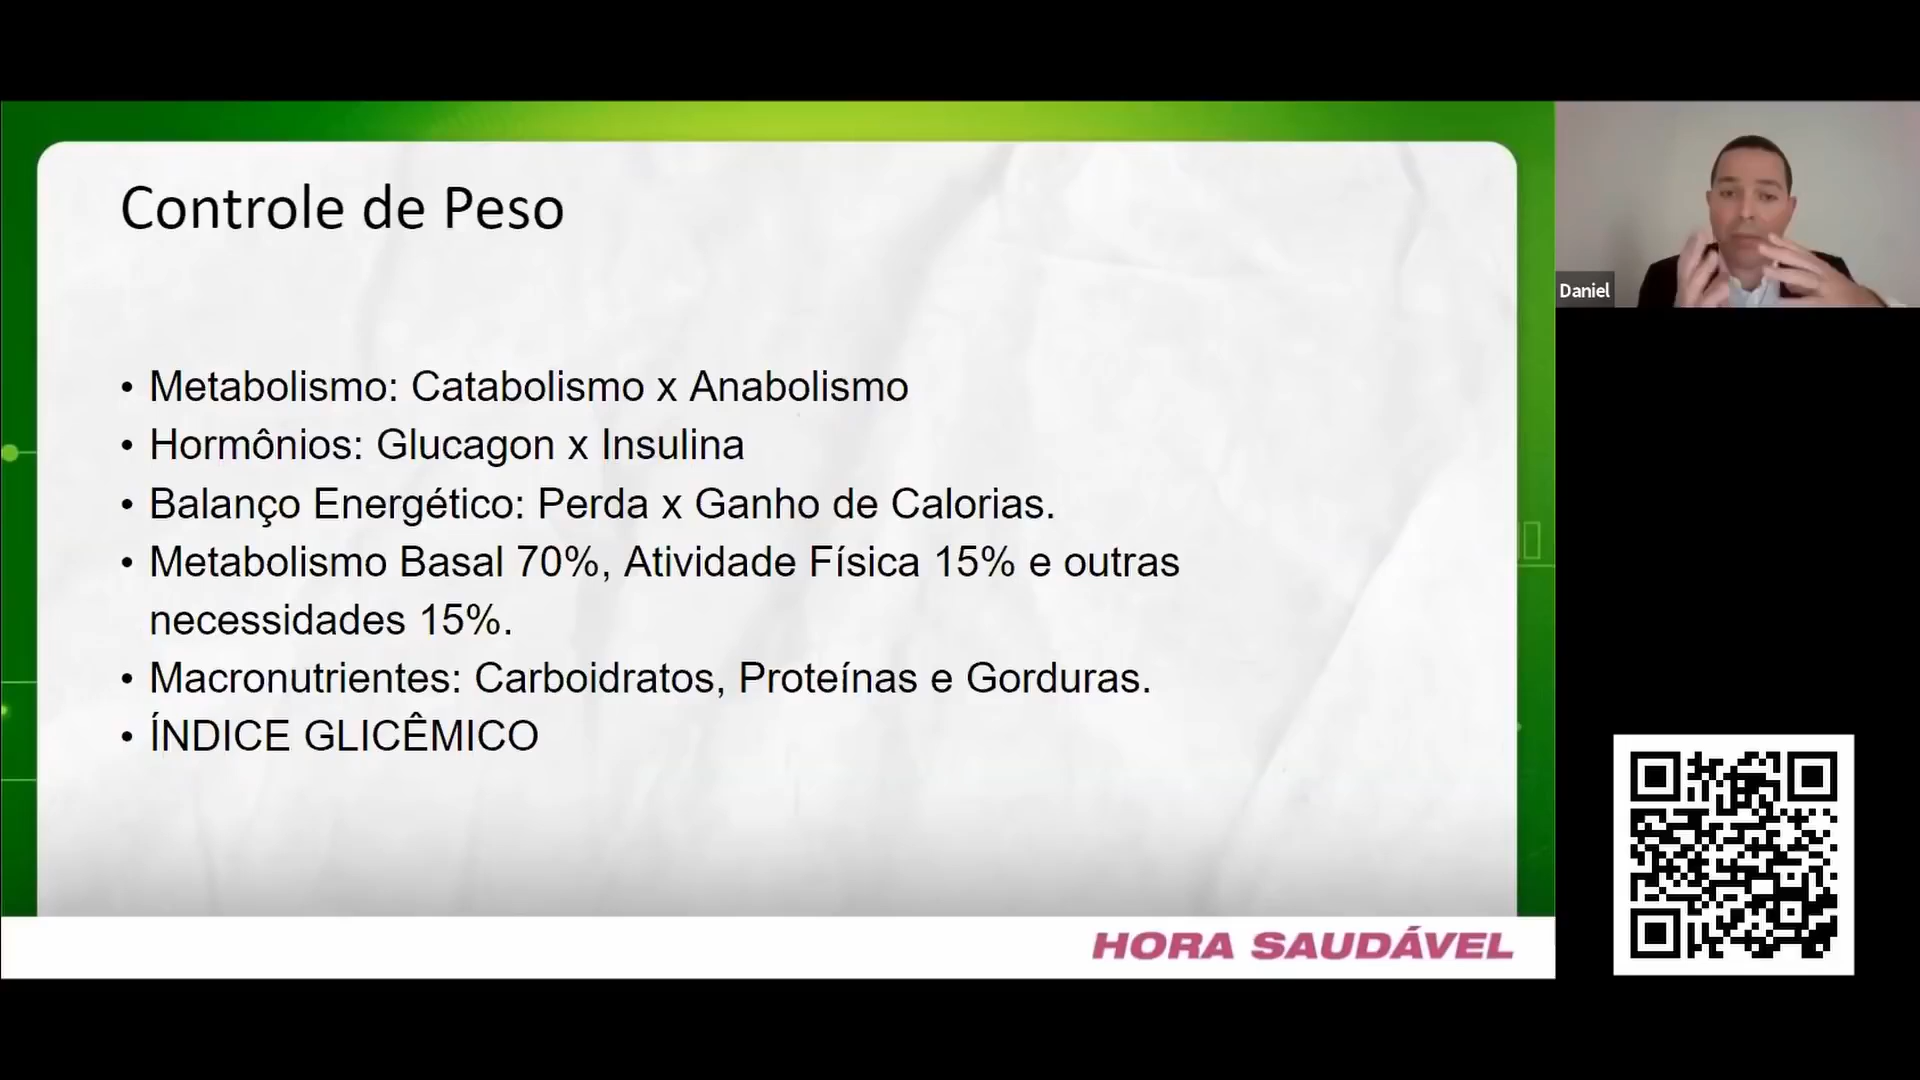 Controle de Peso
• Metabolismo: Catabolismo x Anabolismo
• Hormônios: Glucagon x Insulina
• Balanço Energético: Perda x Ganho de Calorias.
• Metabolismo Basal 70%, Atividade Física 15% e outras
necessidades 15%.
• Macronutrientes: Carboidratos, Proteínas e Gorduras.
• ÍNDICE GLICÊMICO
HORA SAUDÁVEL
Daniel